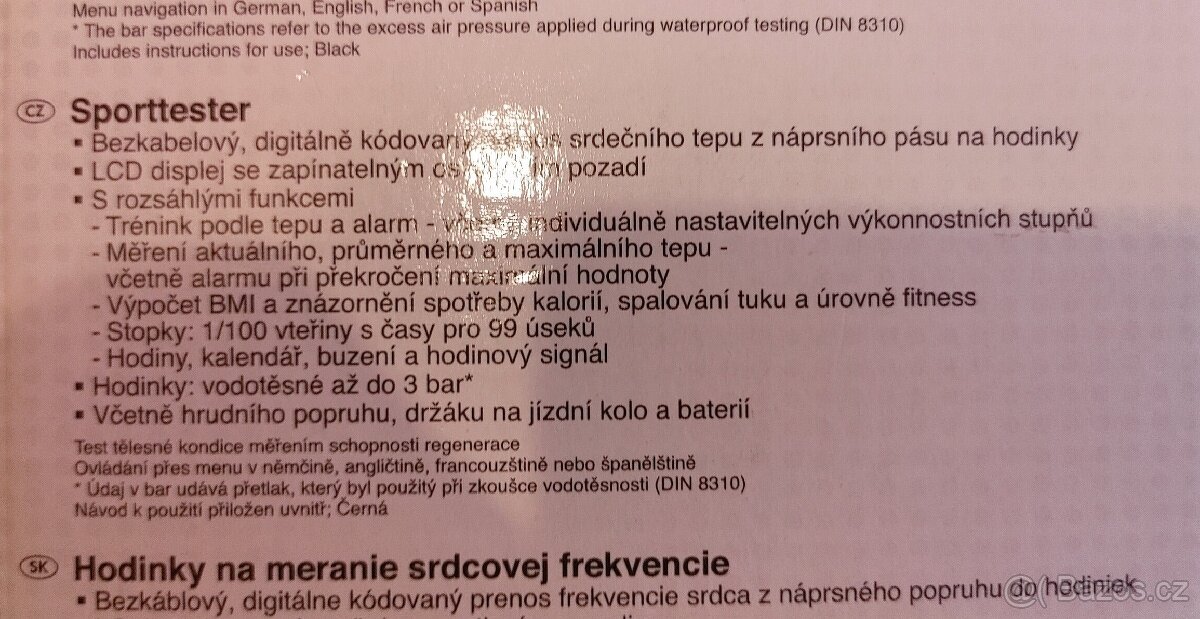 Menu navigation in German, English, French or Spanish
* The bar specifications refer to the excess air pressure applied during waterproof testing (DIN 8310)
Includes instructions for use; Black
CZ Sporttester
▪ Bezkabelový, digitálně kódovaný srdečního tepu z náprsního pásu na hodinky
▪ LCD displej se zapínatelným pozadí
▪ S rozsáhlými funkcemi
- Trénink podle tepu a alarm - včetně individuálně nastavitelných výkonnostních stupňů
- Měření aktuálního, průměrného a maximálního tepu -
včetně alarmu při překročení maximální hodnoty
- Výpočet BMI a znázornění spotřeby kalorií, spalování tuku a úrovně fitness
- Stopky: 1/100 vteřiny s časy pro 99 úseků
- Hodiny, kalendář, buzení a hodinový signál
▪ Hodinky: vodotěsné až do 3 bar*
▪ Včetně hrudního popruhu, držáku na jízdní kolo a baterií
Test tělesné kondice měřením schopnosti regenerace
Ovládání přes menu v němčině, angličtině, francouzštině nebo španělštině
* Údaj v bar udává přetlak, který byl použitý při zkoušce vodotěsnosti (DIN 8310)
Návod k použití přiložen uvnitř; Černá
SK Hodinky na meranie srdcovej frekvencie
▪ Bezkáblový, digitálne kódovaný prenos frekvencie srdca z náprsného popruhu do hodiniek
Bazos.cz